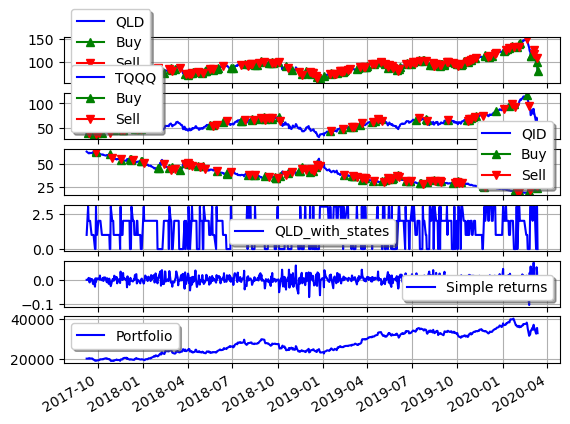 QLD
Buy
Sell
150
100
TQQQ
Buy
Sell
100
50
QID
Buy
Sell
50
25
2.5
0.0
QLD_with_states
0.0
−0.1
Simple returns
40000
20000
Portfolio
2017-10
2018-01
2018-04
2018-07
2018-10
2019-01
2019-04
2019-07
2019-10
2020-01
2020-04